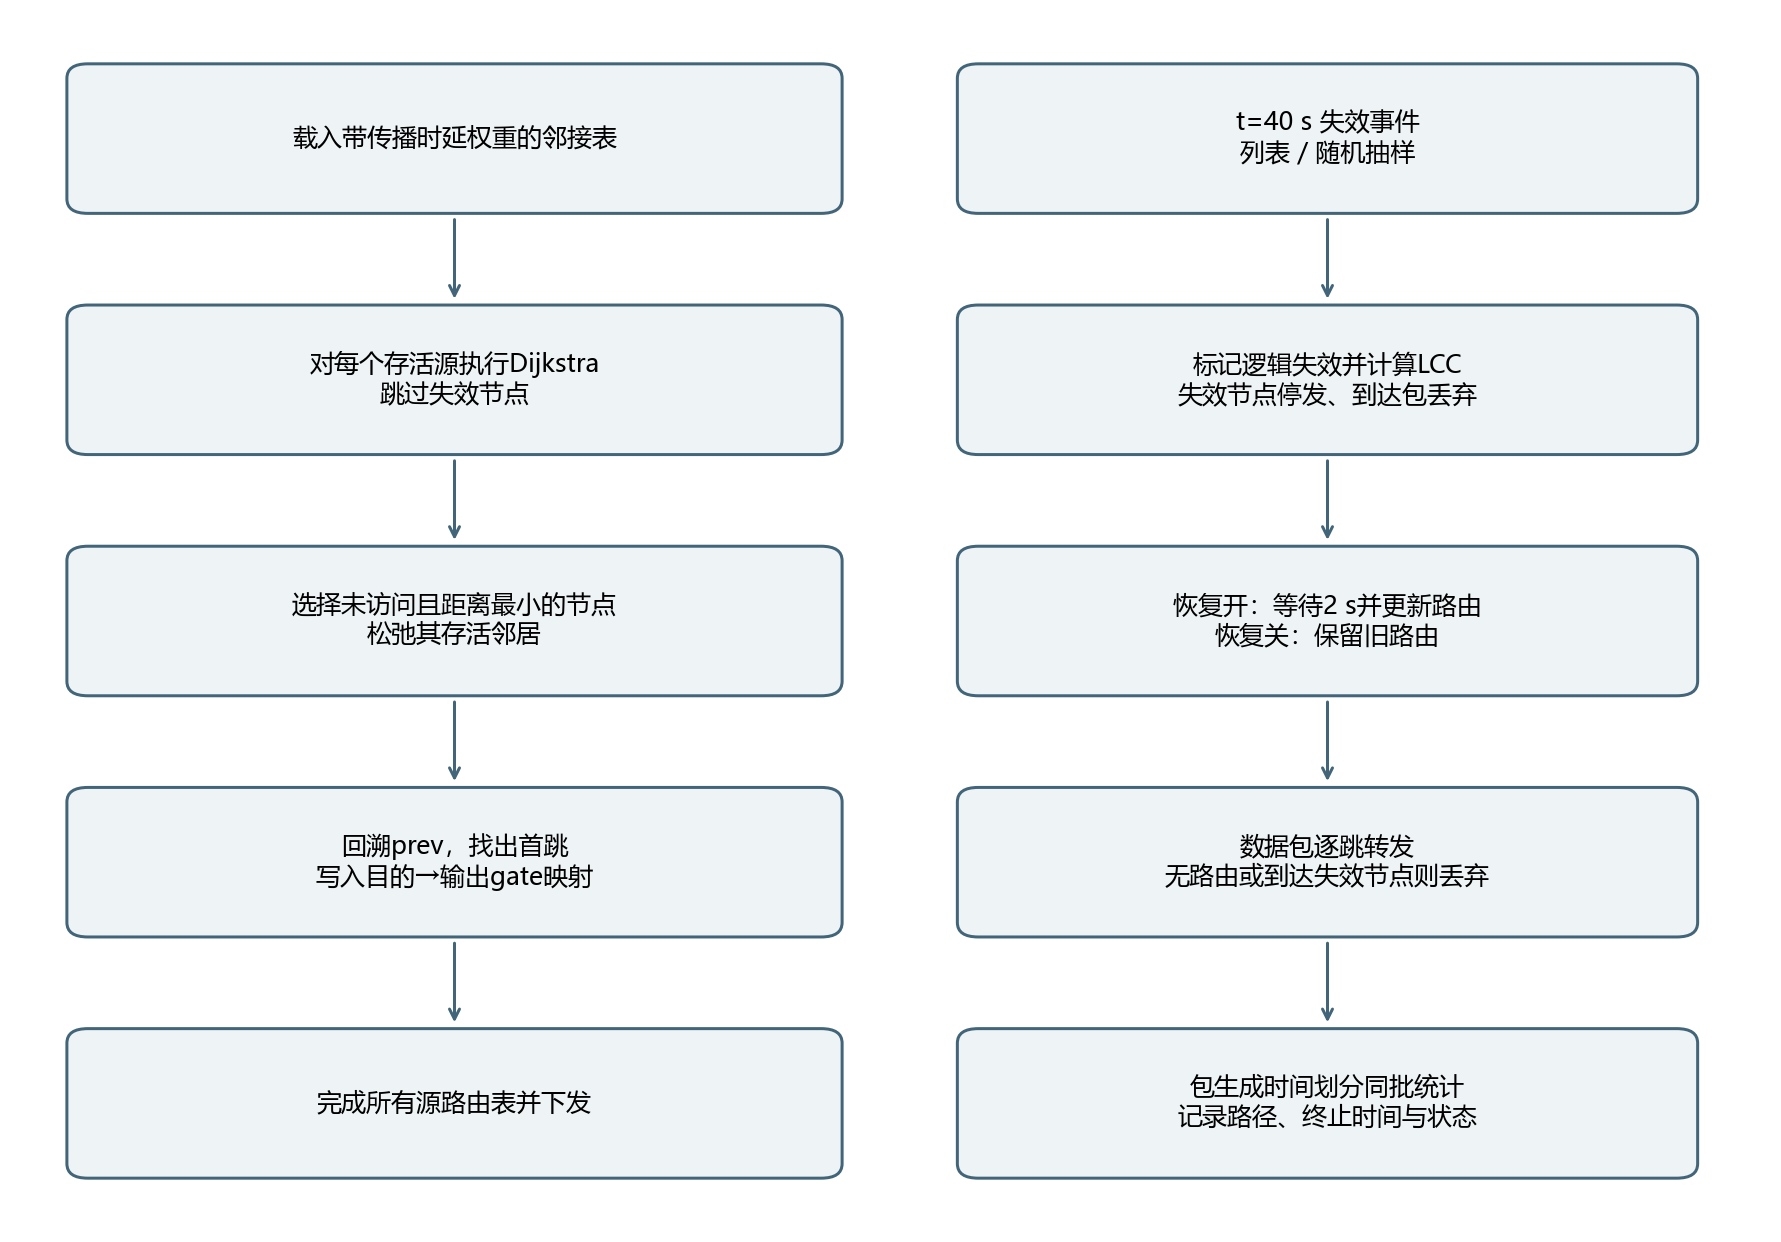 载入带传播时延权重的邻接表
对每个存活源执行Dijkstra
跳过失效节点
选择未访问且距离最小的节点
松弛其存活邻居
回溯prev，找出首跳
写入目的→输出gate映射
完成所有源路由表并下发
t=40 s 失效事件
列表 / 随机抽样
标记逻辑失效并计算LCC
失效节点停发、到达包丢弃
恢复开：等待2 s并更新路由
恢复关：保留旧路由
数据包逐跳转发
无路由或到达失效节点则丢弃
包生成时间划分同批统计
记录路径、终止时间与状态